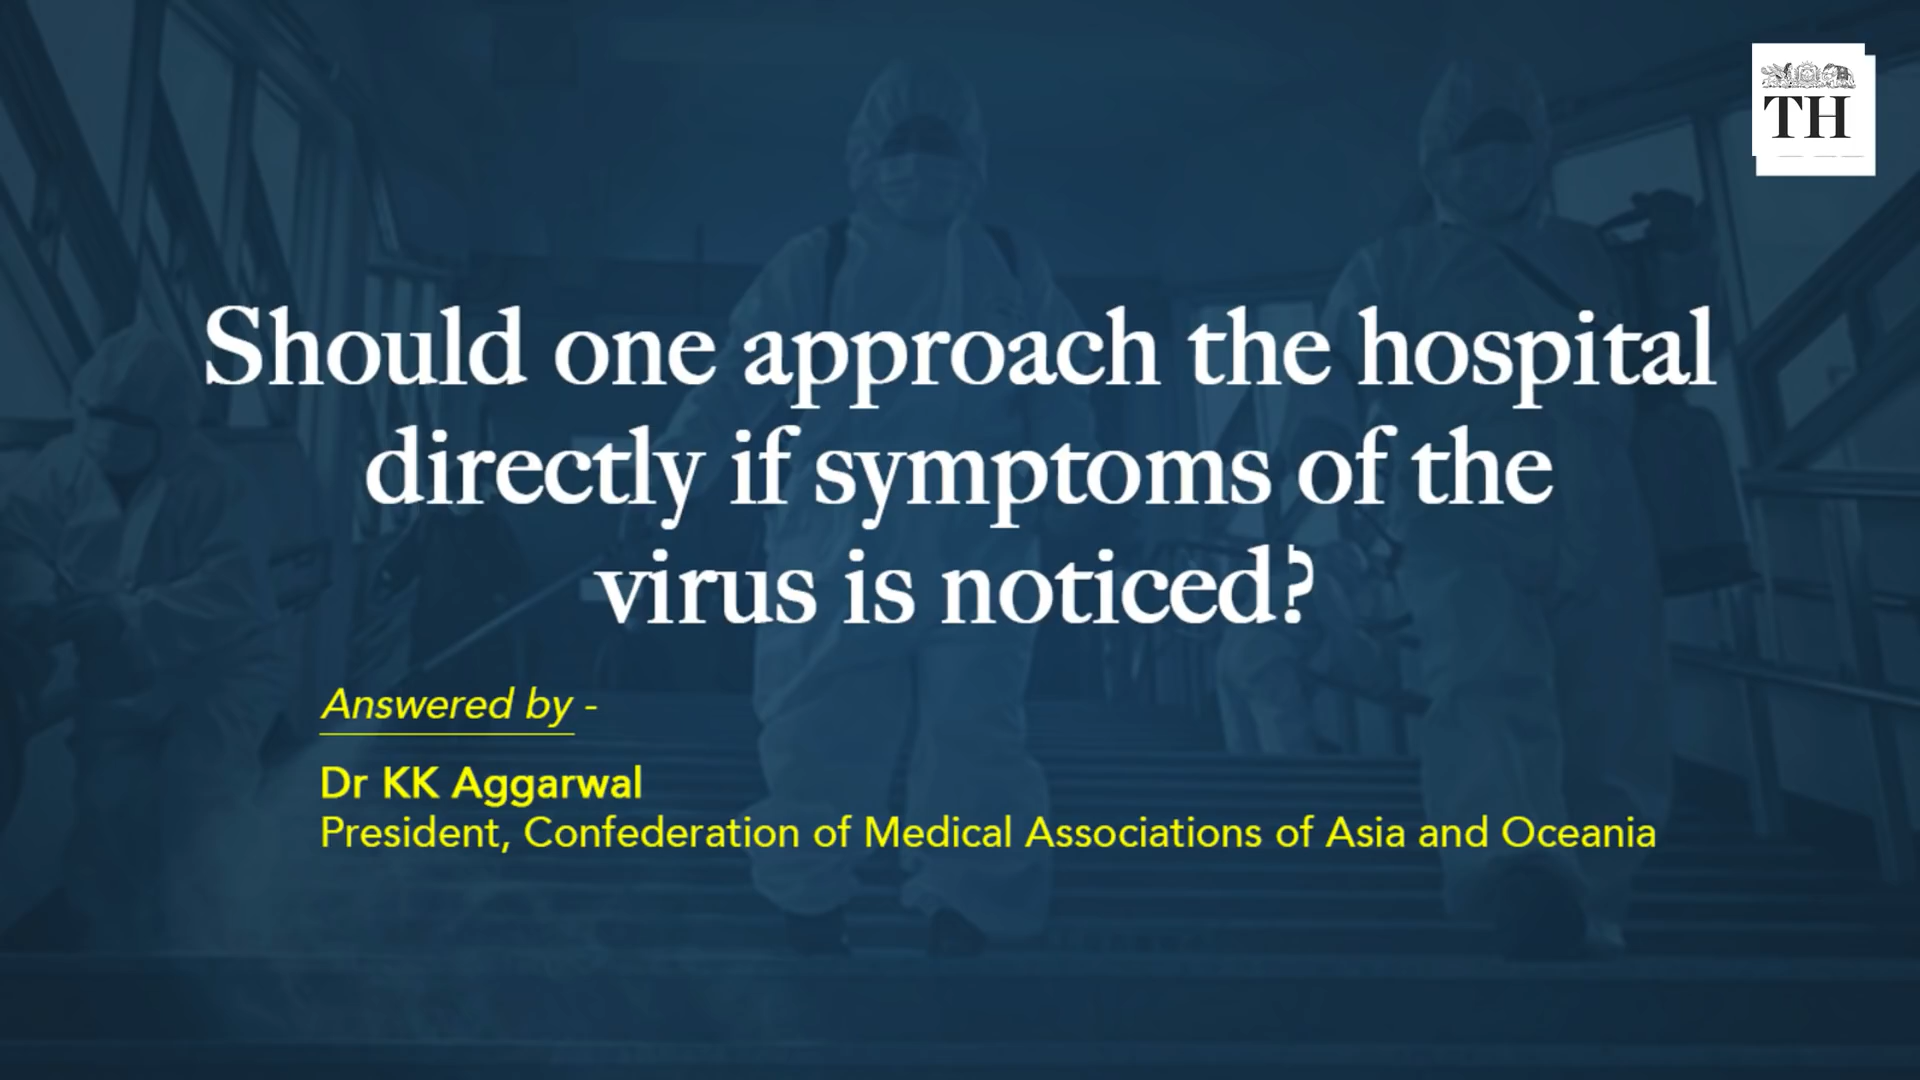 TH
Should one approach the hospital
directly if symptoms of the
virus is noticed?
Answered by -
Dr KK Aggarwal
President, Confederation of Medical Associations of Asia and Oceania